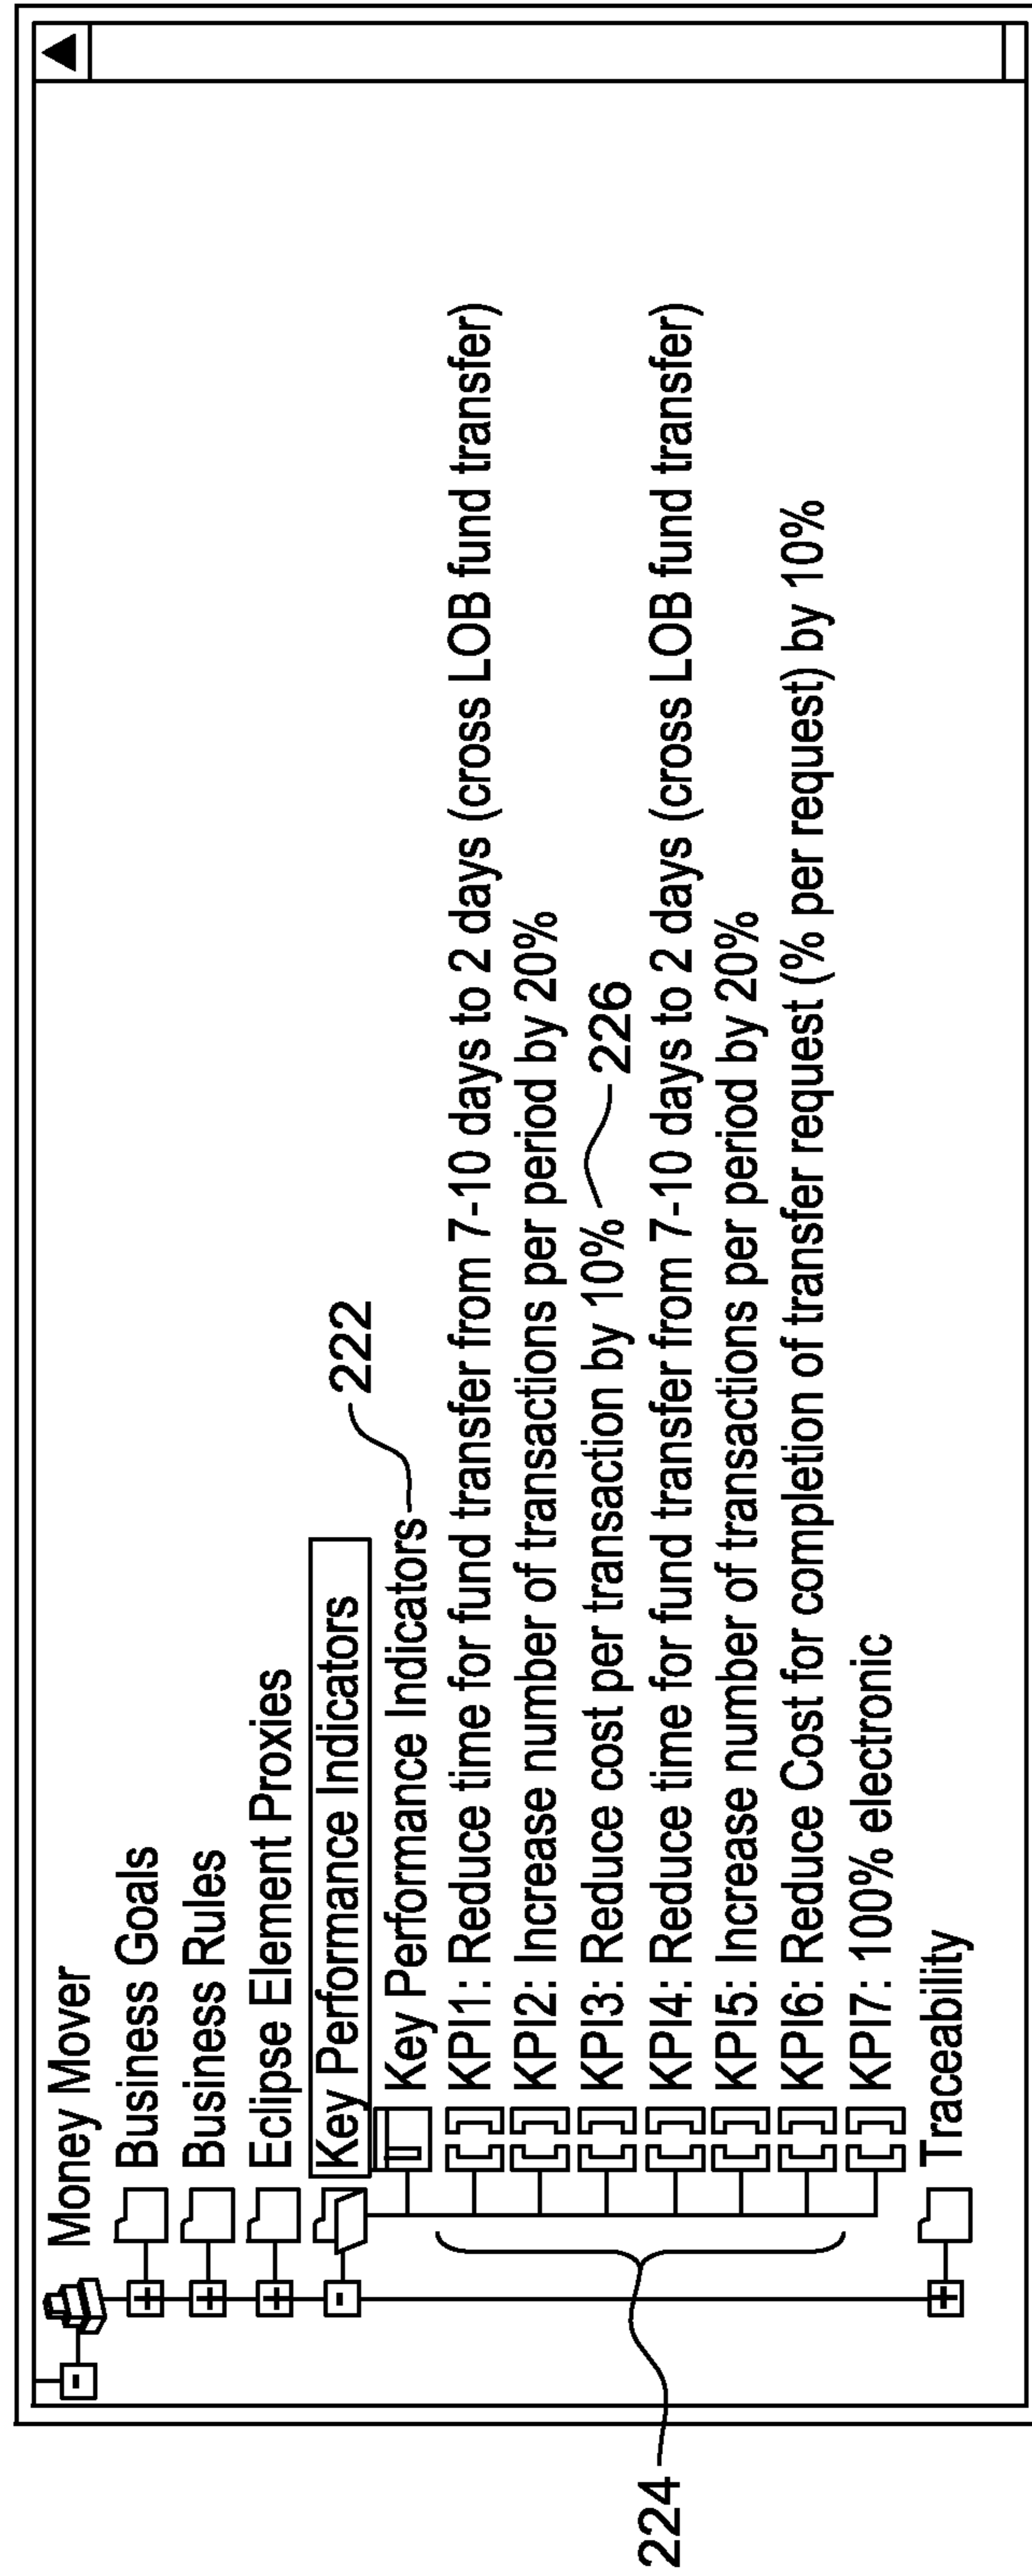 Money Mover
Business Goals
Business Rules
Eclipse Element Proxies
Key Performance Indicators
Key Performance Indicators 222
KPI1: Reduce time for fund transfer from 7-10 days to 2 days (cross LOB fund transfer)
KPI2: Increase number of transactions per period by 20%
KPI3: Reduce cost per transaction by 10% 226
KPI4: Reduce time for fund transfer from 7-10 days to 2 days (cross LOB fund transfer)
KPI5: Increase number of transactions per period by 20%
KPI6: Reduce Cost for completion of transfer request (% per request) by 10%
KPI7: 100% electronic
224
Traceability